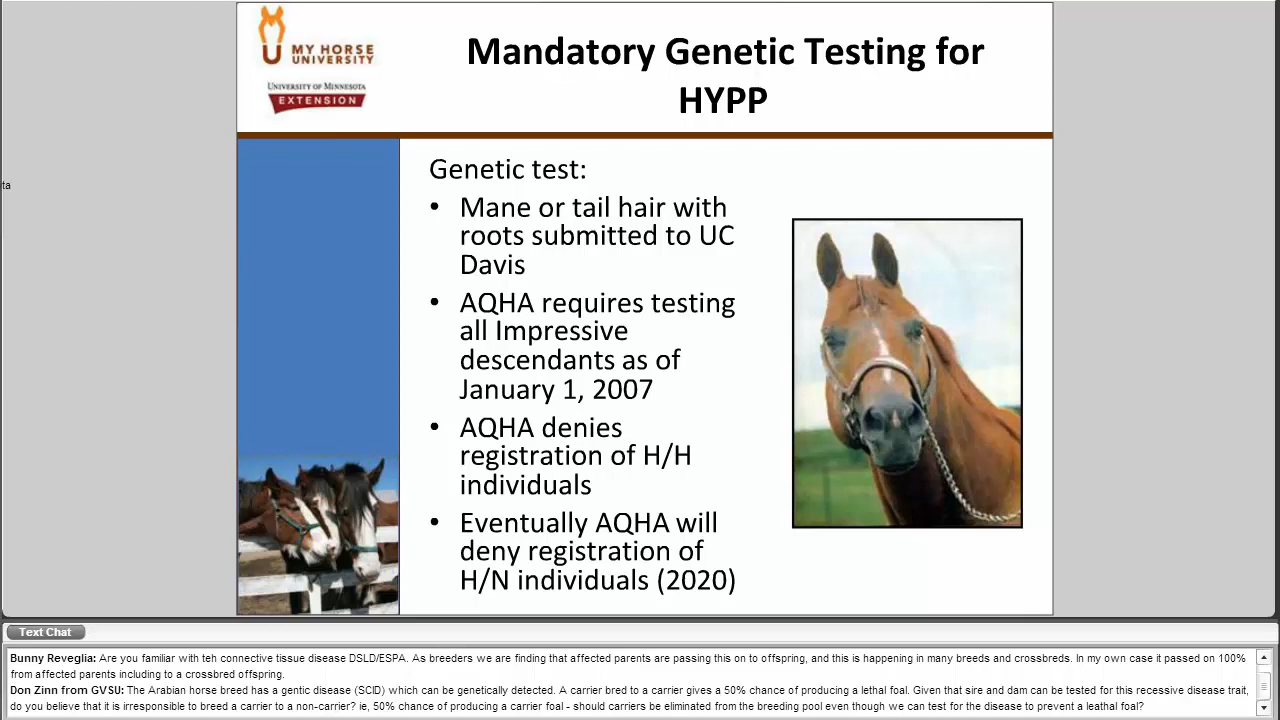 MY HORSE
UNIVERSITY
UNIVERSITY OF MINNESOTA
EXTENSION
Mandatory Genetic Testing for
HYPP
ta
Genetic test:
• Mane or tail hair with
roots submitted to UC
Davis
• AQHA requires testing
all Impressive
descendants as of
January 1, 2007
• AQHA denies
registration of H/H
individuals
• Eventually AQHA will
deny registration of
H/N individuals (2020)
Text Chat
Bunny Reveglia: Are you familiar with teh connective tissue disease DSLD/ESPA. As breeders we are finding that affected parents are passing this on to offspring, and this is happening in many breeds and crossbreds. In my own case it passed on 100%
from affected parents including to a crossbred offspring.
Don Zinn from GVSU: The Arabian horse breed has a gentic disease (SCID) which can be genetically detected. A carrier bred to a carrier gives a 50% chance of producing a lethal foal. Given that sire and dam can be tested for this recessive disease trait,
do you believe that it is irresponsible to breed a carrier to a non-carrier? ie, 50% chance of producing a carrier foal - should carriers be eliminated from the breeding pool even though we can test for the disease to prevent a leathal foal?